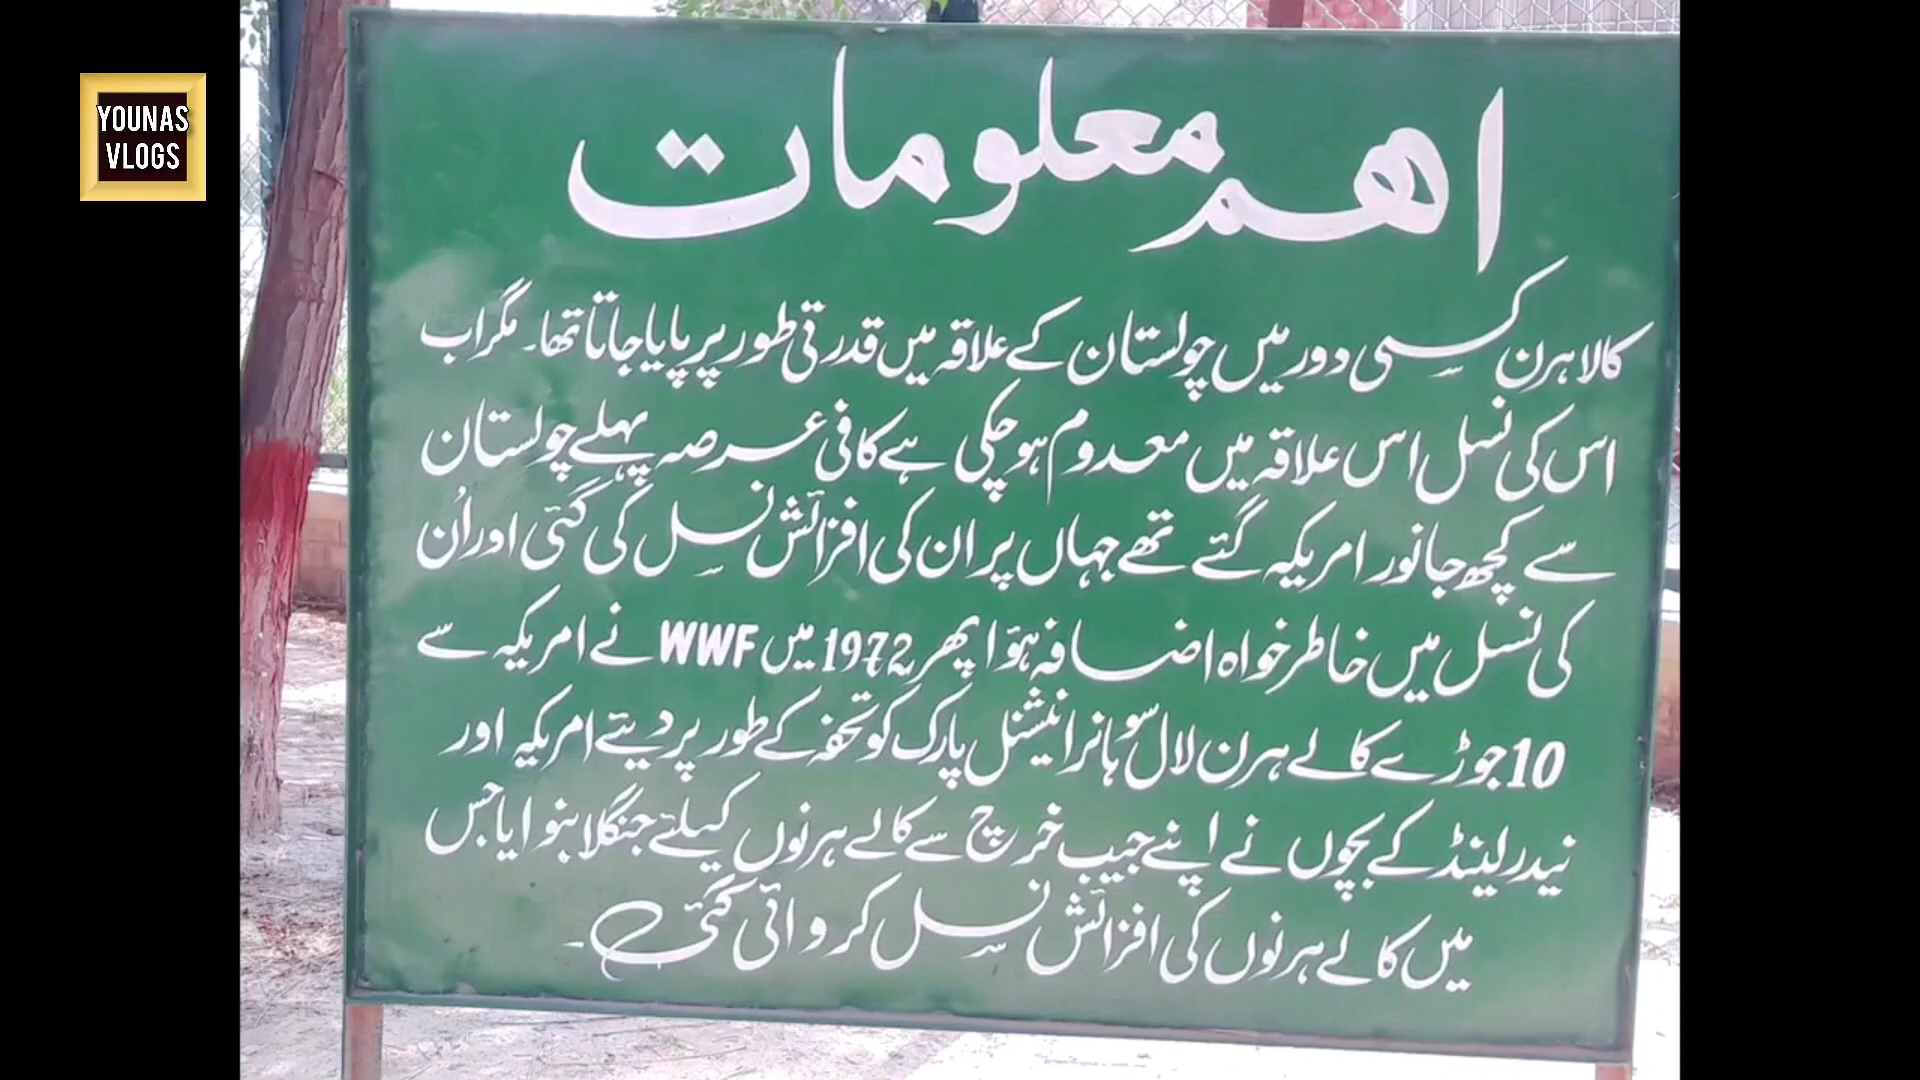 YOUNAS
VLOGS
اھم معلومات
کالا ہرن کسی دور میں چولستان کے علاقہ میں قدرتی طور پر پایا جاتا تھا۔ مگر اب
اس کی نسل اس علاقہ میں معدوم ہو چکی ہے کافی عرصہ پہلے چولستان
سے کچھ جانور امریکہ گئے تھے جہاں پر ان کی افزائش نسل کی گئی اور اُن
کی نسل میں خاطر خواہ اضافہ ہؤا پھر 1972 میں WWF نے امریکہ سے
10 جوڑے کالے ہرن لال سوہانرا نیشنل پارک کو تحفہ کے طور پر دیئے امریکہ اور
نیدرلینڈ کے بچوں نے اپنے جیب خرچ سے کالے ہرنوں کیلئے جنگلا بنوایا جس
میں کالے ہرنوں کی افزائش نسل کروائی گئی۔